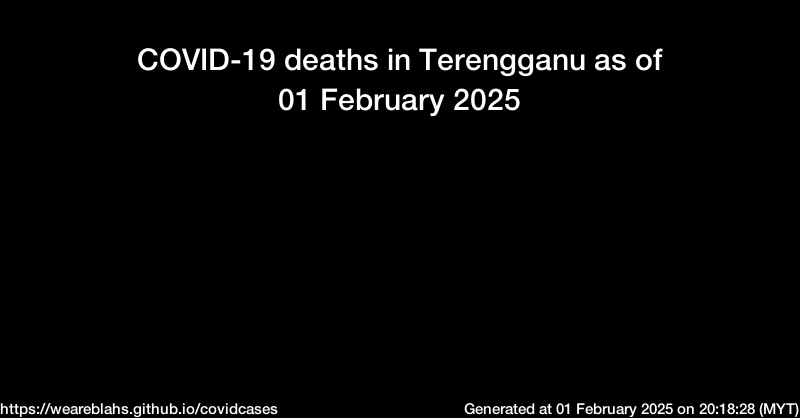 COVID-19 deaths in Terengganu as of
01 February 2025
https://weareblahs.github.io/covidcases
Generated at 01 February 2025 on 20:18:28 (MYT)